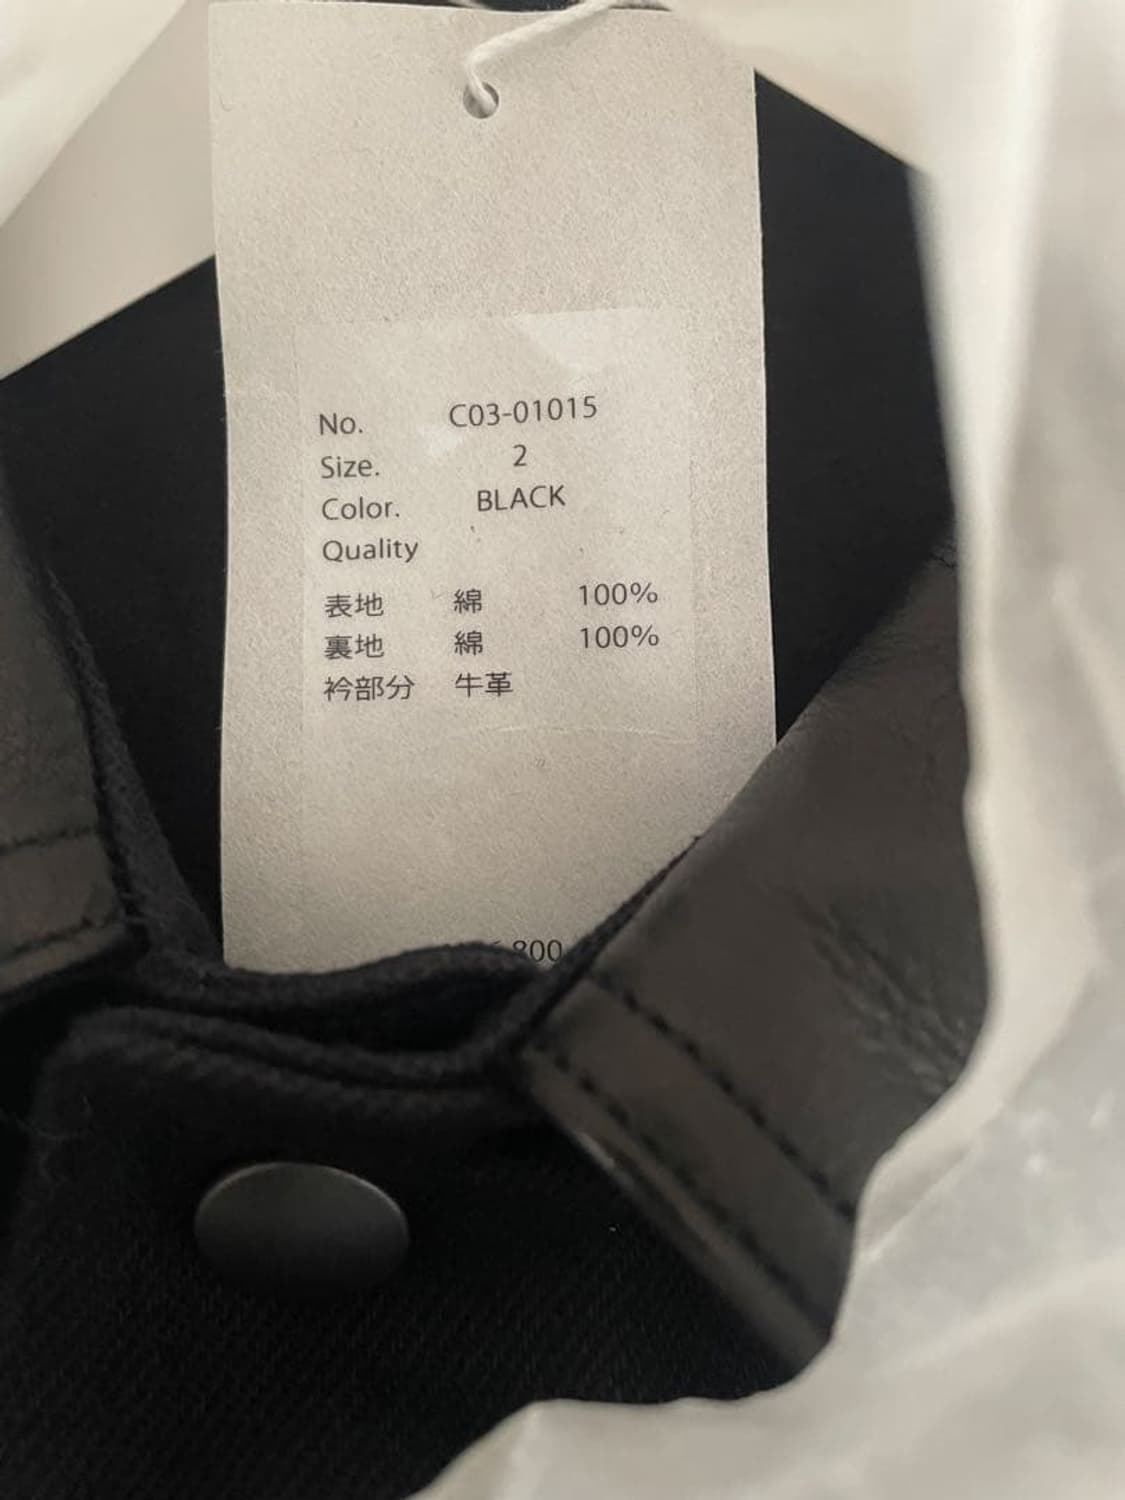 No. C03-01015
Size. 2
Color. BLACK
Quality
表地 綿 100%
裏地 綿 100%
衿部分 牛革
800